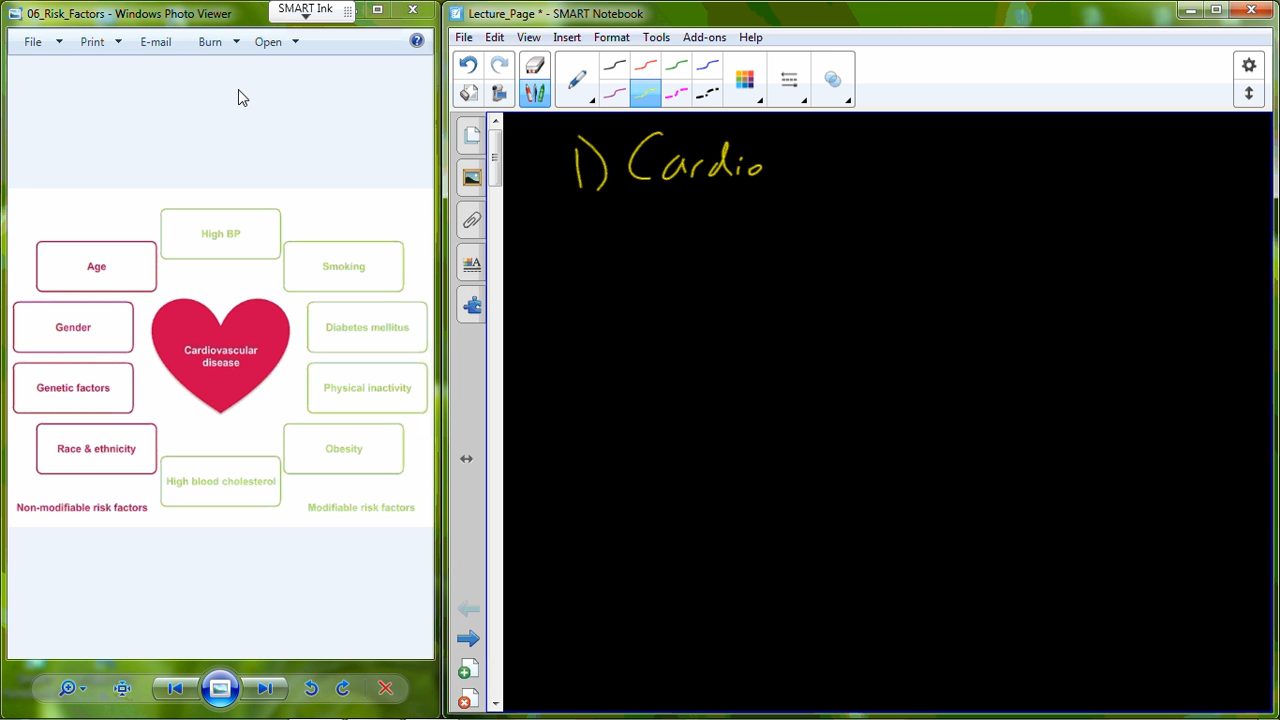 06_Risk_Factors - Windows Photo Viewer
SMART Ink
File Print E-mail Burn Open
High BP
Age
Smoking
Gender
Diabetes mellitus
Cardiovascular
disease
Genetic factors
Physical inactivity
Race & ethnicity
Obesity
High blood cholesterol
Non-modifiable risk factors
Modifiable risk factors
Lecture_Page * - SMART Notebook
File Edit View Insert Format Tools Add-ons Help
1) Cardio